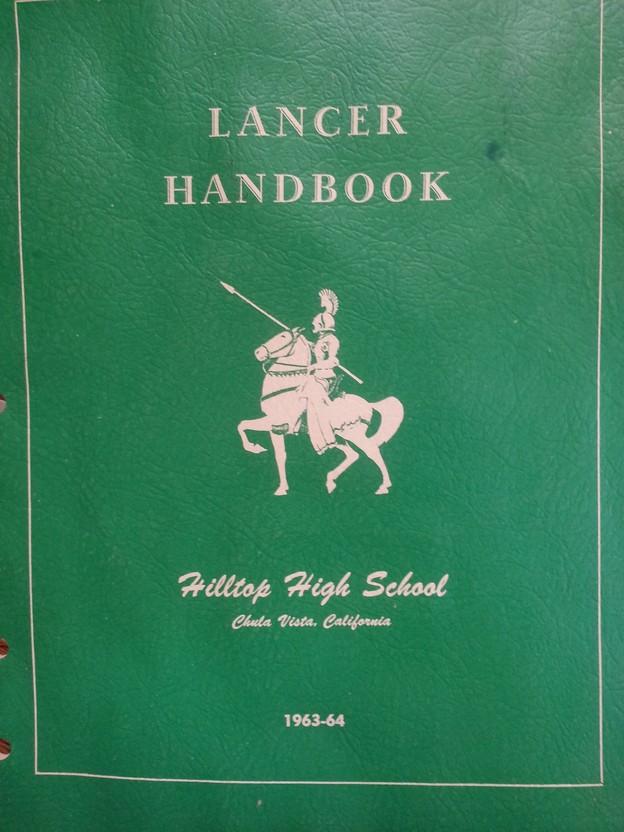 LANCER
HANDBOOK
Hilltop High School
Chula Vista, California
1963-64